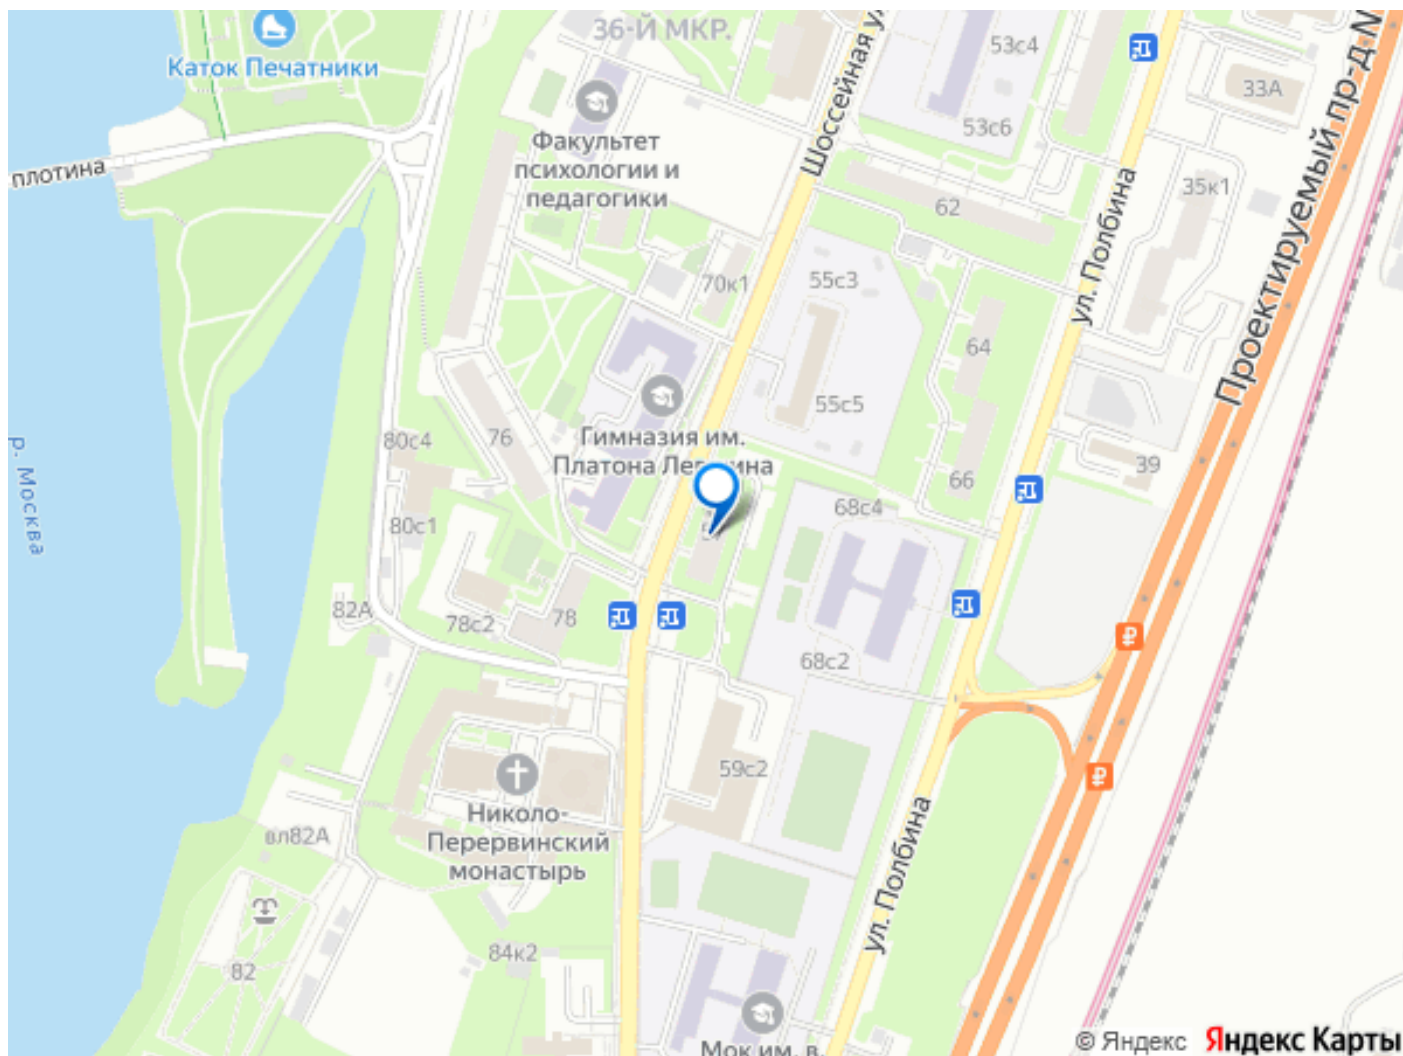 36-Й МКР.
Каток Печатники
Шоссейная у
53с4
53с6
33А
Проектируемый пр-д N
плотина
Факультет
психологии и
педагогики
62
35к1
ул. Полбина
70к1
55с3
64
55с5
76
80с4
Гимназия им.
Платона Ле
ина
66
39
68с4
80с1
р. Москва
82А
78с2
78
68с2
59с2
Николо-
Перервинский
монастырь
вл82А
ул. Полбина
84к2
82
Мок им. в.
© Яндекс
Яндекс Карты